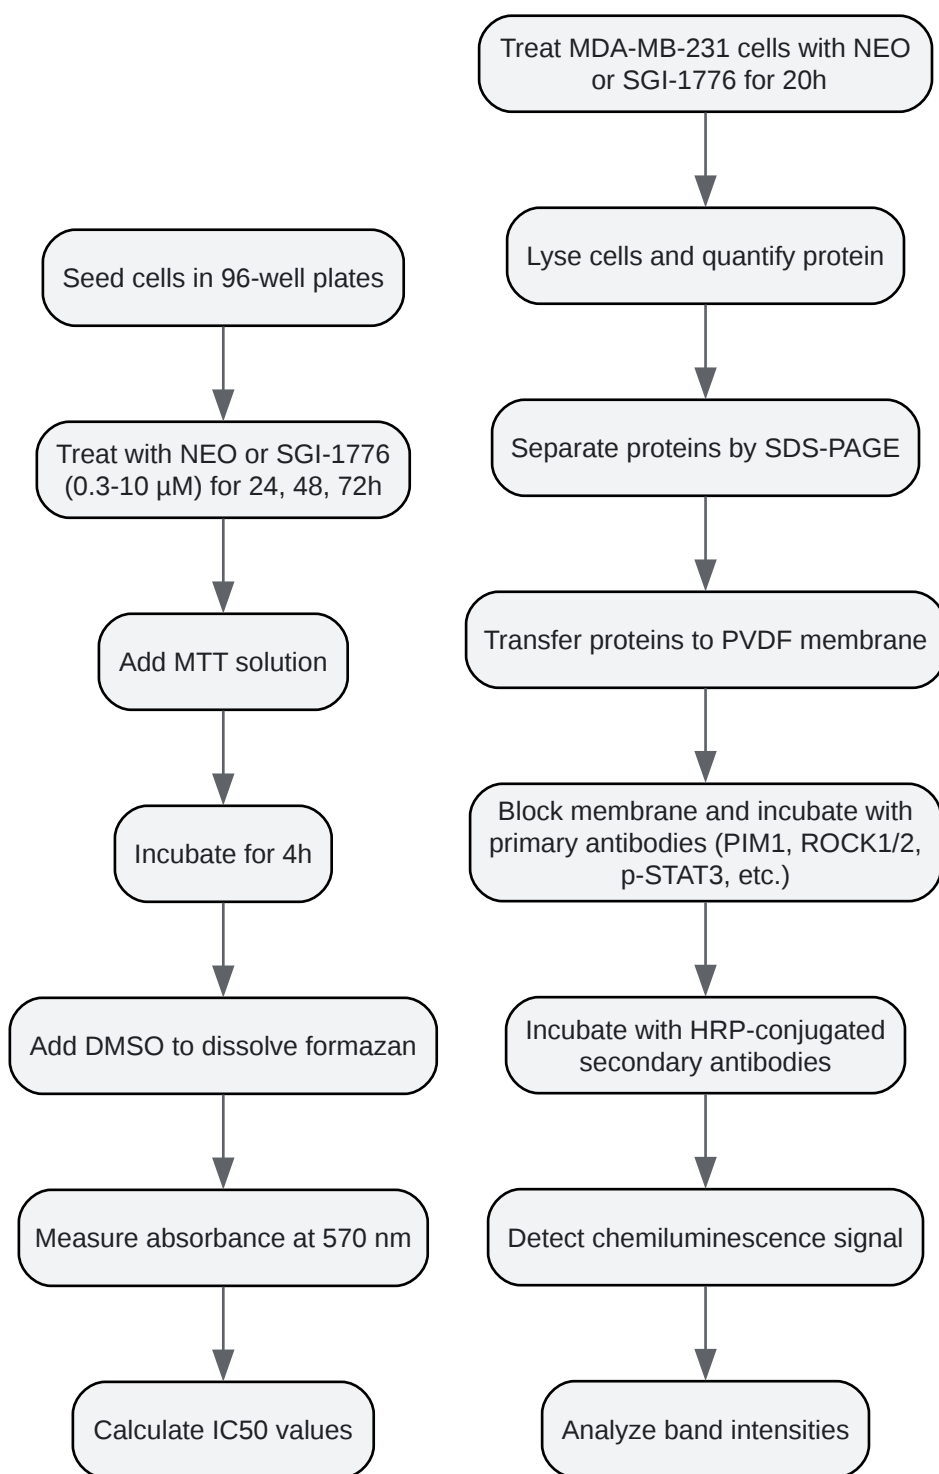 Seed cells in 96-well plates
Treat with NEO or SGI-1776
(0.3-10 µM) for 24, 48, 72h
Add MTT solution
Incubate for 4h
Add DMSO to dissolve formazan
Measure absorbance at 570 nm
Calculate IC50 values
Treat MDA-MB-231 cells with NEO
or SGI-1776 for 20h
Lyse cells and quantify protein
Separate proteins by SDS-PAGE
Transfer proteins to PVDF membrane
Block membrane and incubate with
primary antibodies (PIM1, ROCK1/2,
p-STAT3, etc.)
Incubate with HRP-conjugated
secondary antibodies
Detect chemiluminescence signal
Analyze band intensities